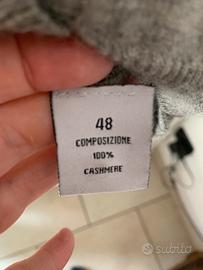 48
COMPOSIZIONE
100%
CASHMERE
subito